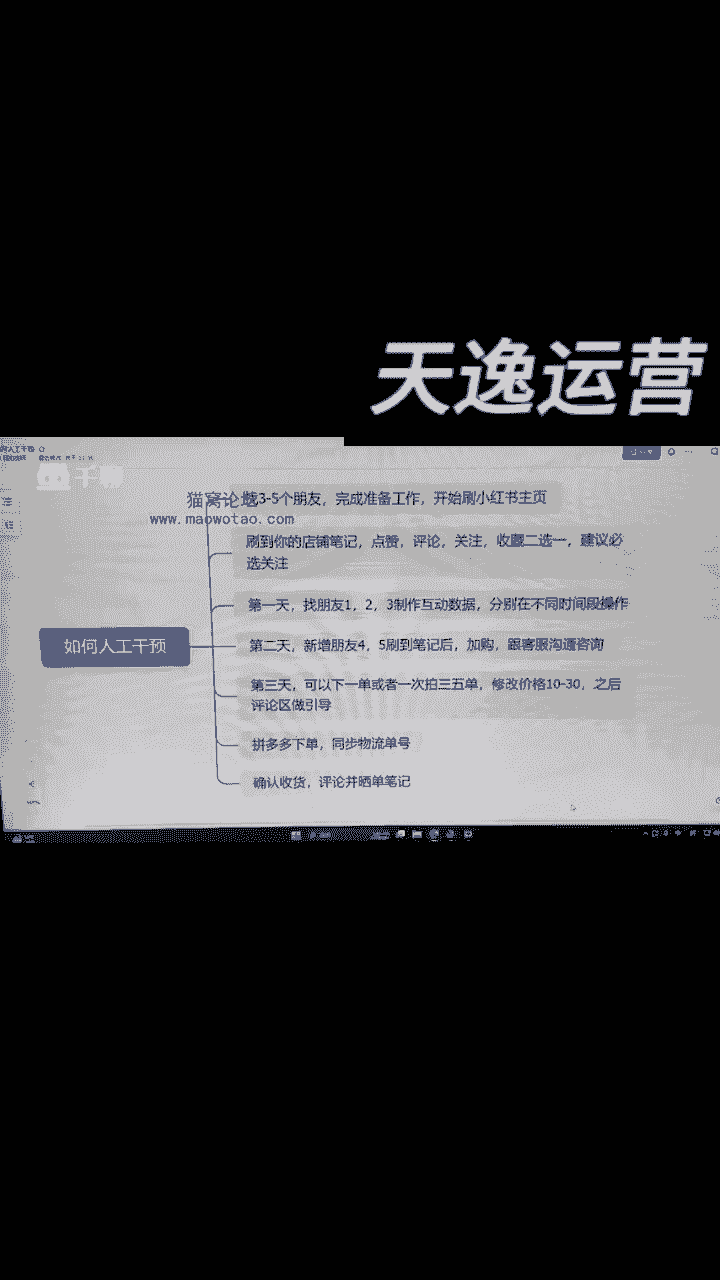 天逸运营
千聊
猫窝论坛
www.maowotao.com
找3-5个朋友，完成准备工作，开始刷小红书主页
刷到你的店铺笔记，点赞，评论，关注，收藏二选一，建议必
选关注
第一天，找朋友1，2，3制作互动数据，分别在不同时间段操作
如何人工干预
第二天，新增朋友4，5刷到笔记后，加购，跟客服沟通咨询
第三天，可以下一单或者一次拍三五单，修改价格10-30，之后
评论区做引导
拼多多下单，同步物流单号
确认收货，评论并晒单笔记